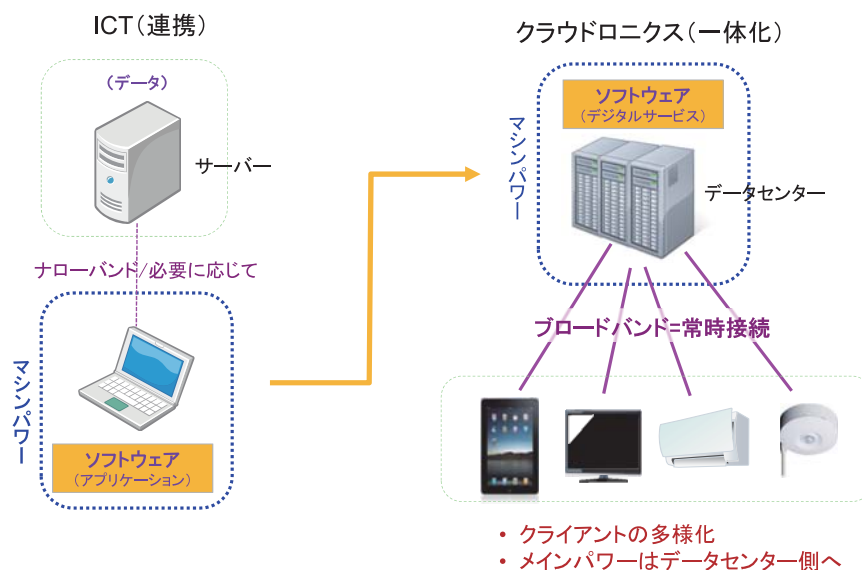 ICT（連携）
（データ）
サーバー
ナローバンド/必要に応じて
マシンパワー
ソフトウェア
（アプリケーション）
クラウドロニクス（一体化）
ソフトウェア
（デジタルサービス）
マシンパワー
データセンター
ブロードバンド=常時接続
• クライアントの多様化
• メインパワーはデータセンター側へ